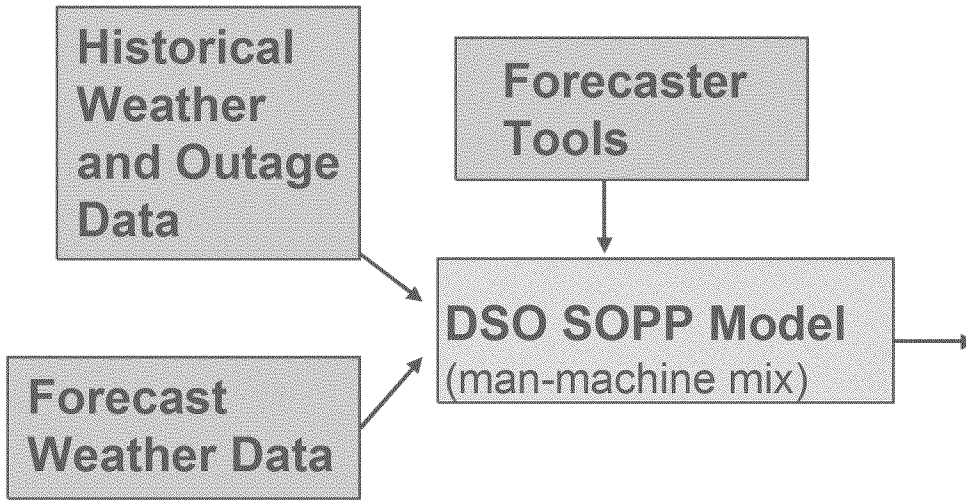 Historical
Weather
and Outage
Data
Forecaster
Tools
DSO SOPP Model
(man-machine mix)
Forecast
Weather Data